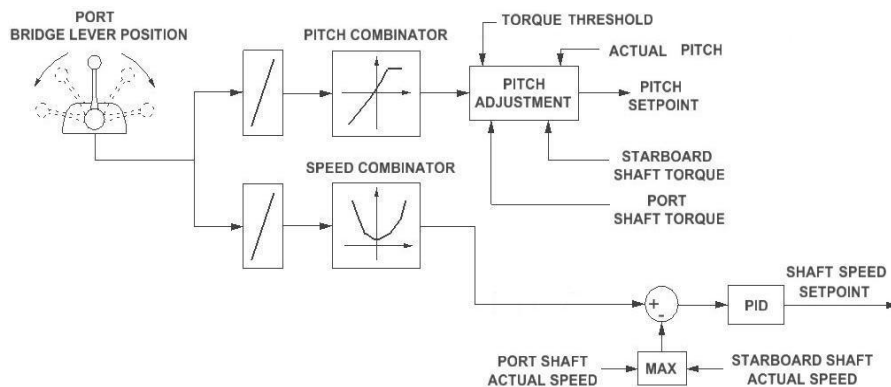 PORT
BRIDGE LEVER POSITION
PITCH COMBINATOR
TORQUE THRESHOLD
ACTUAL PITCH
PITCH
ADJUSTMENT
PITCH
SETPOINT
STARBOARD
SHAFT TORQUE
PORT
SHAFT TORQUE
SPEED COMBINATOR
SHAFT SPEED
SETPOINT
+
-
PID
PORT SHAFT
ACTUAL SPEED
MAX
STARBOARD SHAFT
ACTUAL SPEED